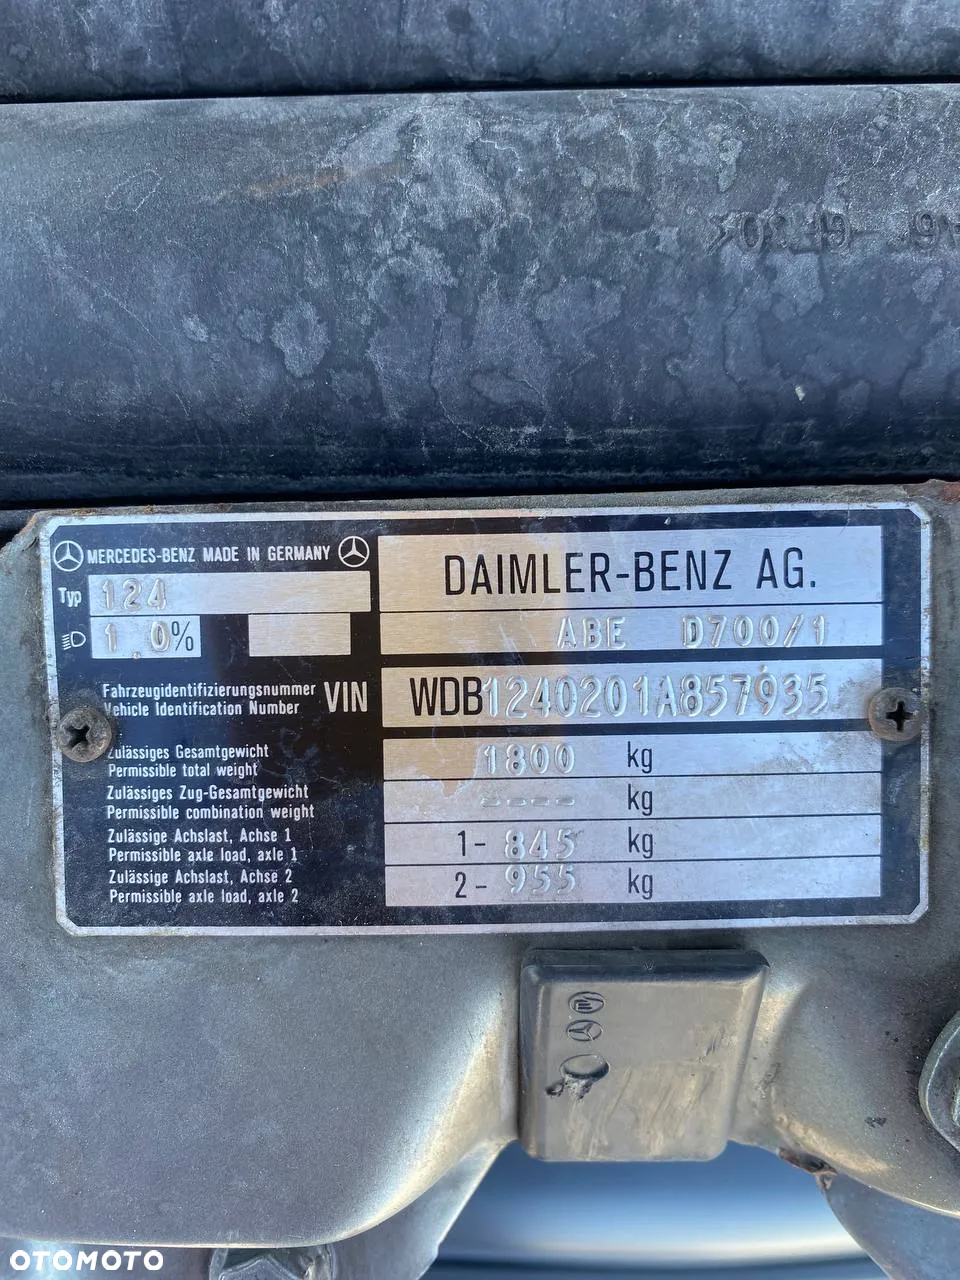 MERCEDES-BENZ MADE IN GERMANY
DAIMLER-BENZ AG.
Typ 124
1.0%
ABE D700/1
Fahrzeugidentifizierungsnummer
Vehicle Identification Number
VIN
WDB1240201A857935
Zulässiges Gesamtgewicht
Permissible total weight
1800 kg
Zulässiges Zug-Gesamtgewicht
Permissible combination weight
---- kg
Zulässige Achslast, Achse 1
Permissible axle load, axle 1
1- 845 kg
Zulässige Achslast, Achse 2
Permissible axle load, axle 2
2- 955 kg
OTOMOTO